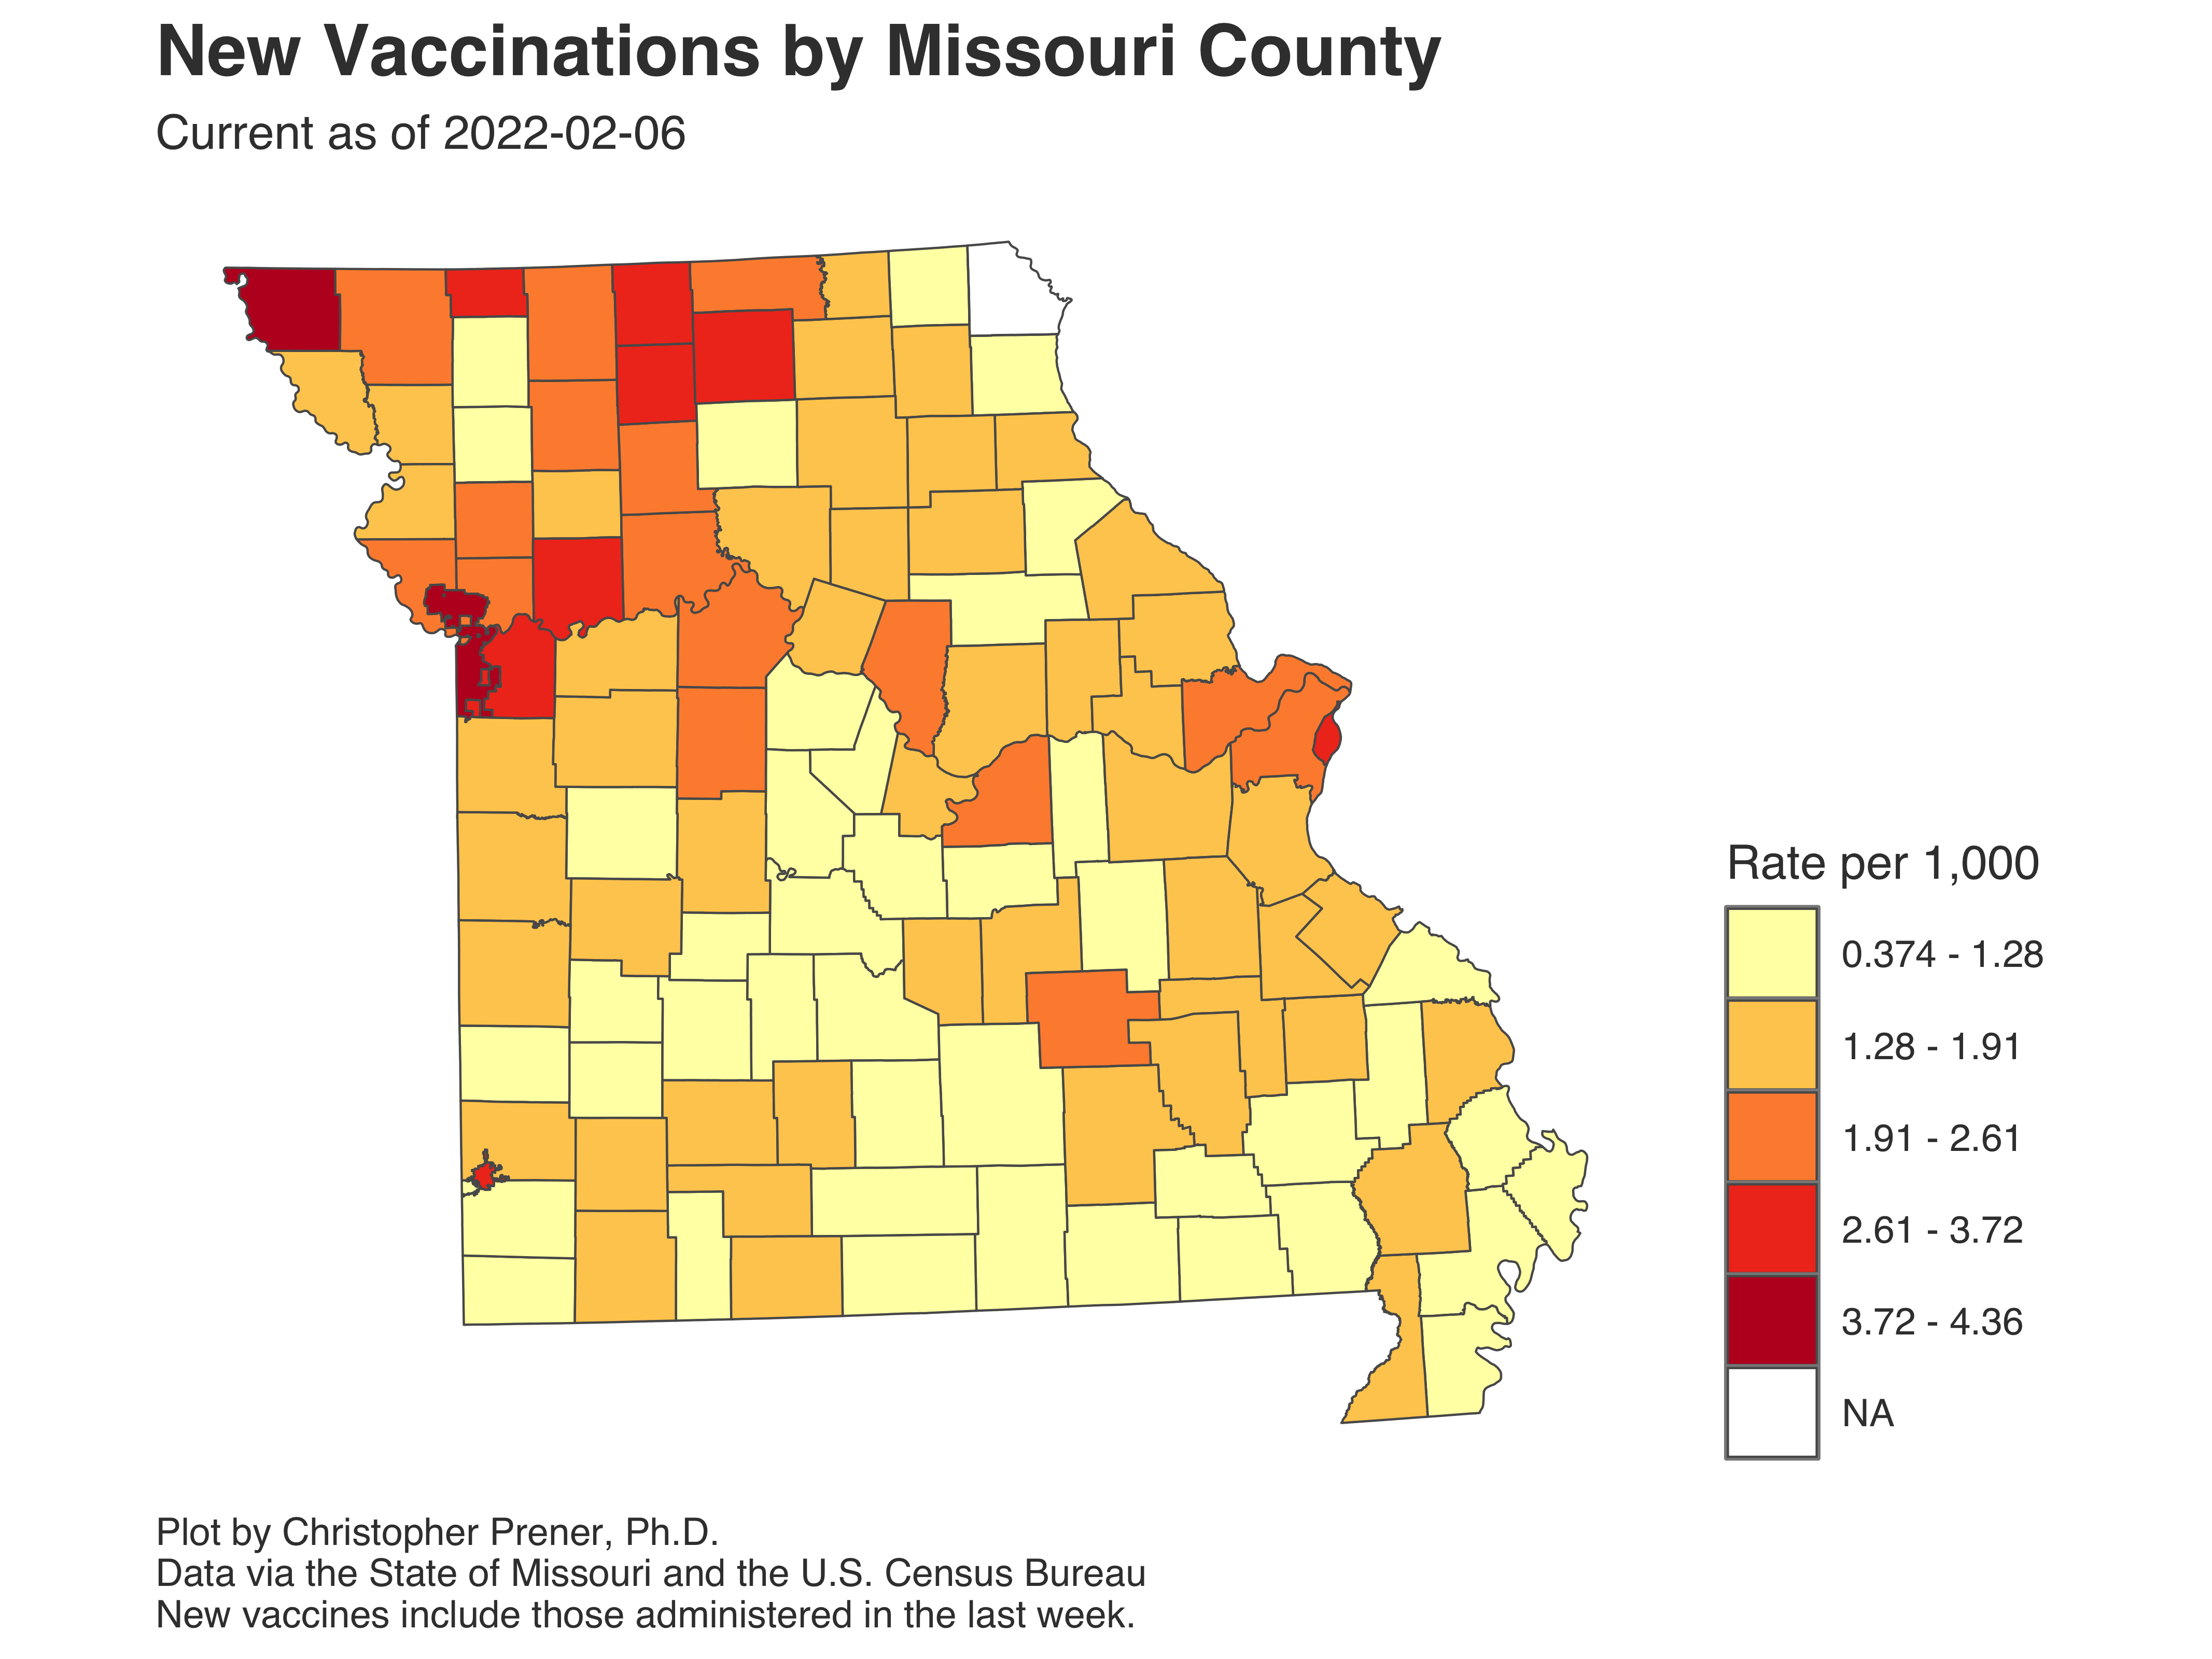 New Vaccinations by Missouri County
Current as of 2022-02-06
Rate per 1,000
0.374 - 1.28
1.28 - 1.91
1.91 - 2.61
2.61 - 3.72
3.72 - 4.36
NA
Plot by Christopher Prener, Ph.D.
Data via the State of Missouri and the U.S. Census Bureau
New vaccines include those administered in the last week.